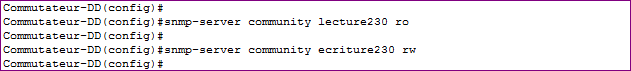 Commutateur-DD(config)#
Commutateur-DD(config)#snmp-server community lecture230 ro
Commutateur-DD(config)#
Commutateur-DD(config)#snmp-server community ecriture230 rw
Commutateur-DD(config)#